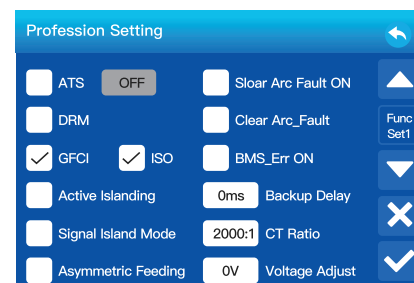 Profession Setting
ATS OFF Sloar Arc Fault ON
DRM Clear Arc_Fault
Func
Set1
GFCI ISO BMS_Err ON
Active Islanding 0ms Backup Delay
Signal Island Mode 2000:1 CT Ratio
Asymmetric Feeding 0V Voltage Adjust